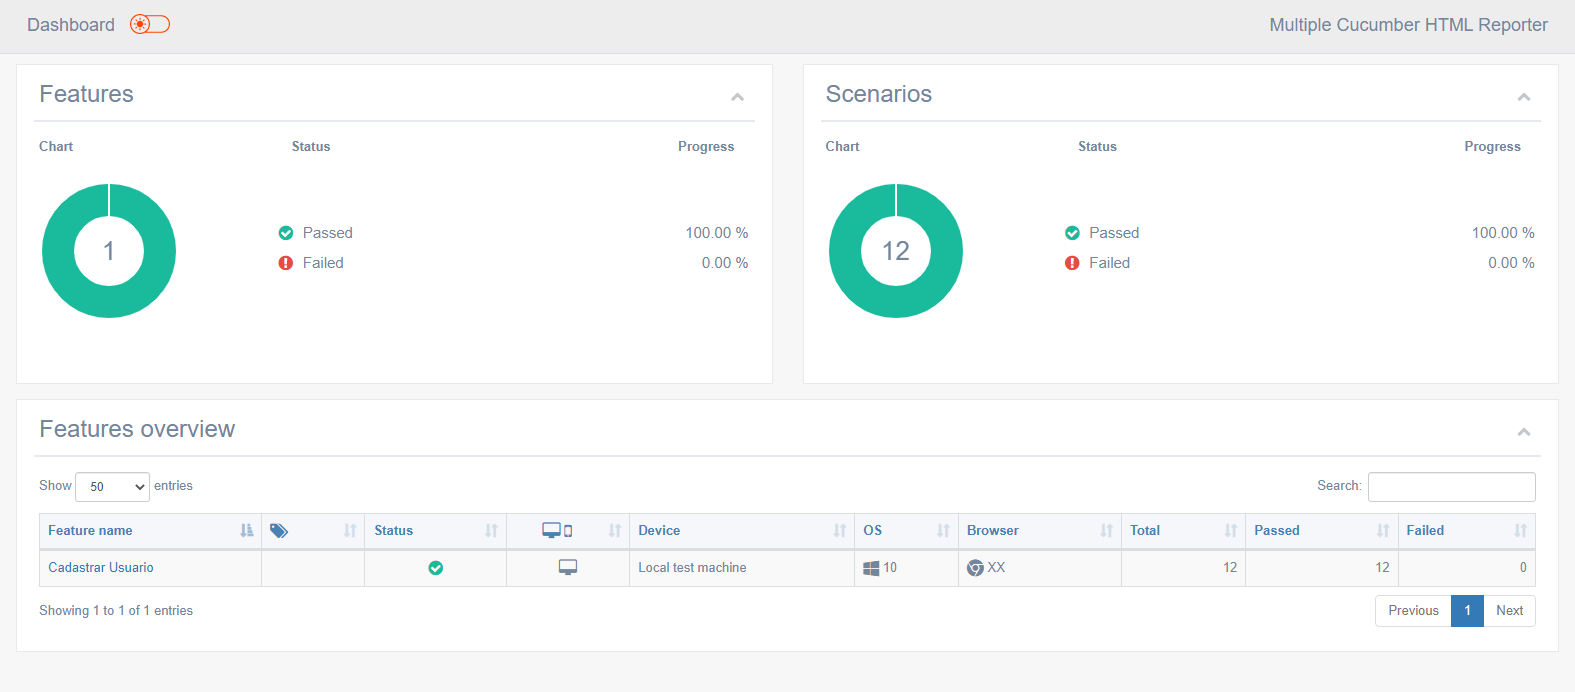 Dashboard Multiple Cucumber HTML Reporter
Features
Chart Status Progress
1
Passed 100.00 %
Failed 0.00 %
Scenarios
Chart Status Progress
12
Passed 100.00 %
Failed 0.00 %
Features overview
Show 50 entries Search:
Feature name Status Device OS Browser Total Passed Failed
Cadastrar Usuario Local test machine 10 XX 12 12 0
Showing 1 to 1 of 1 entries Previous 1 Next